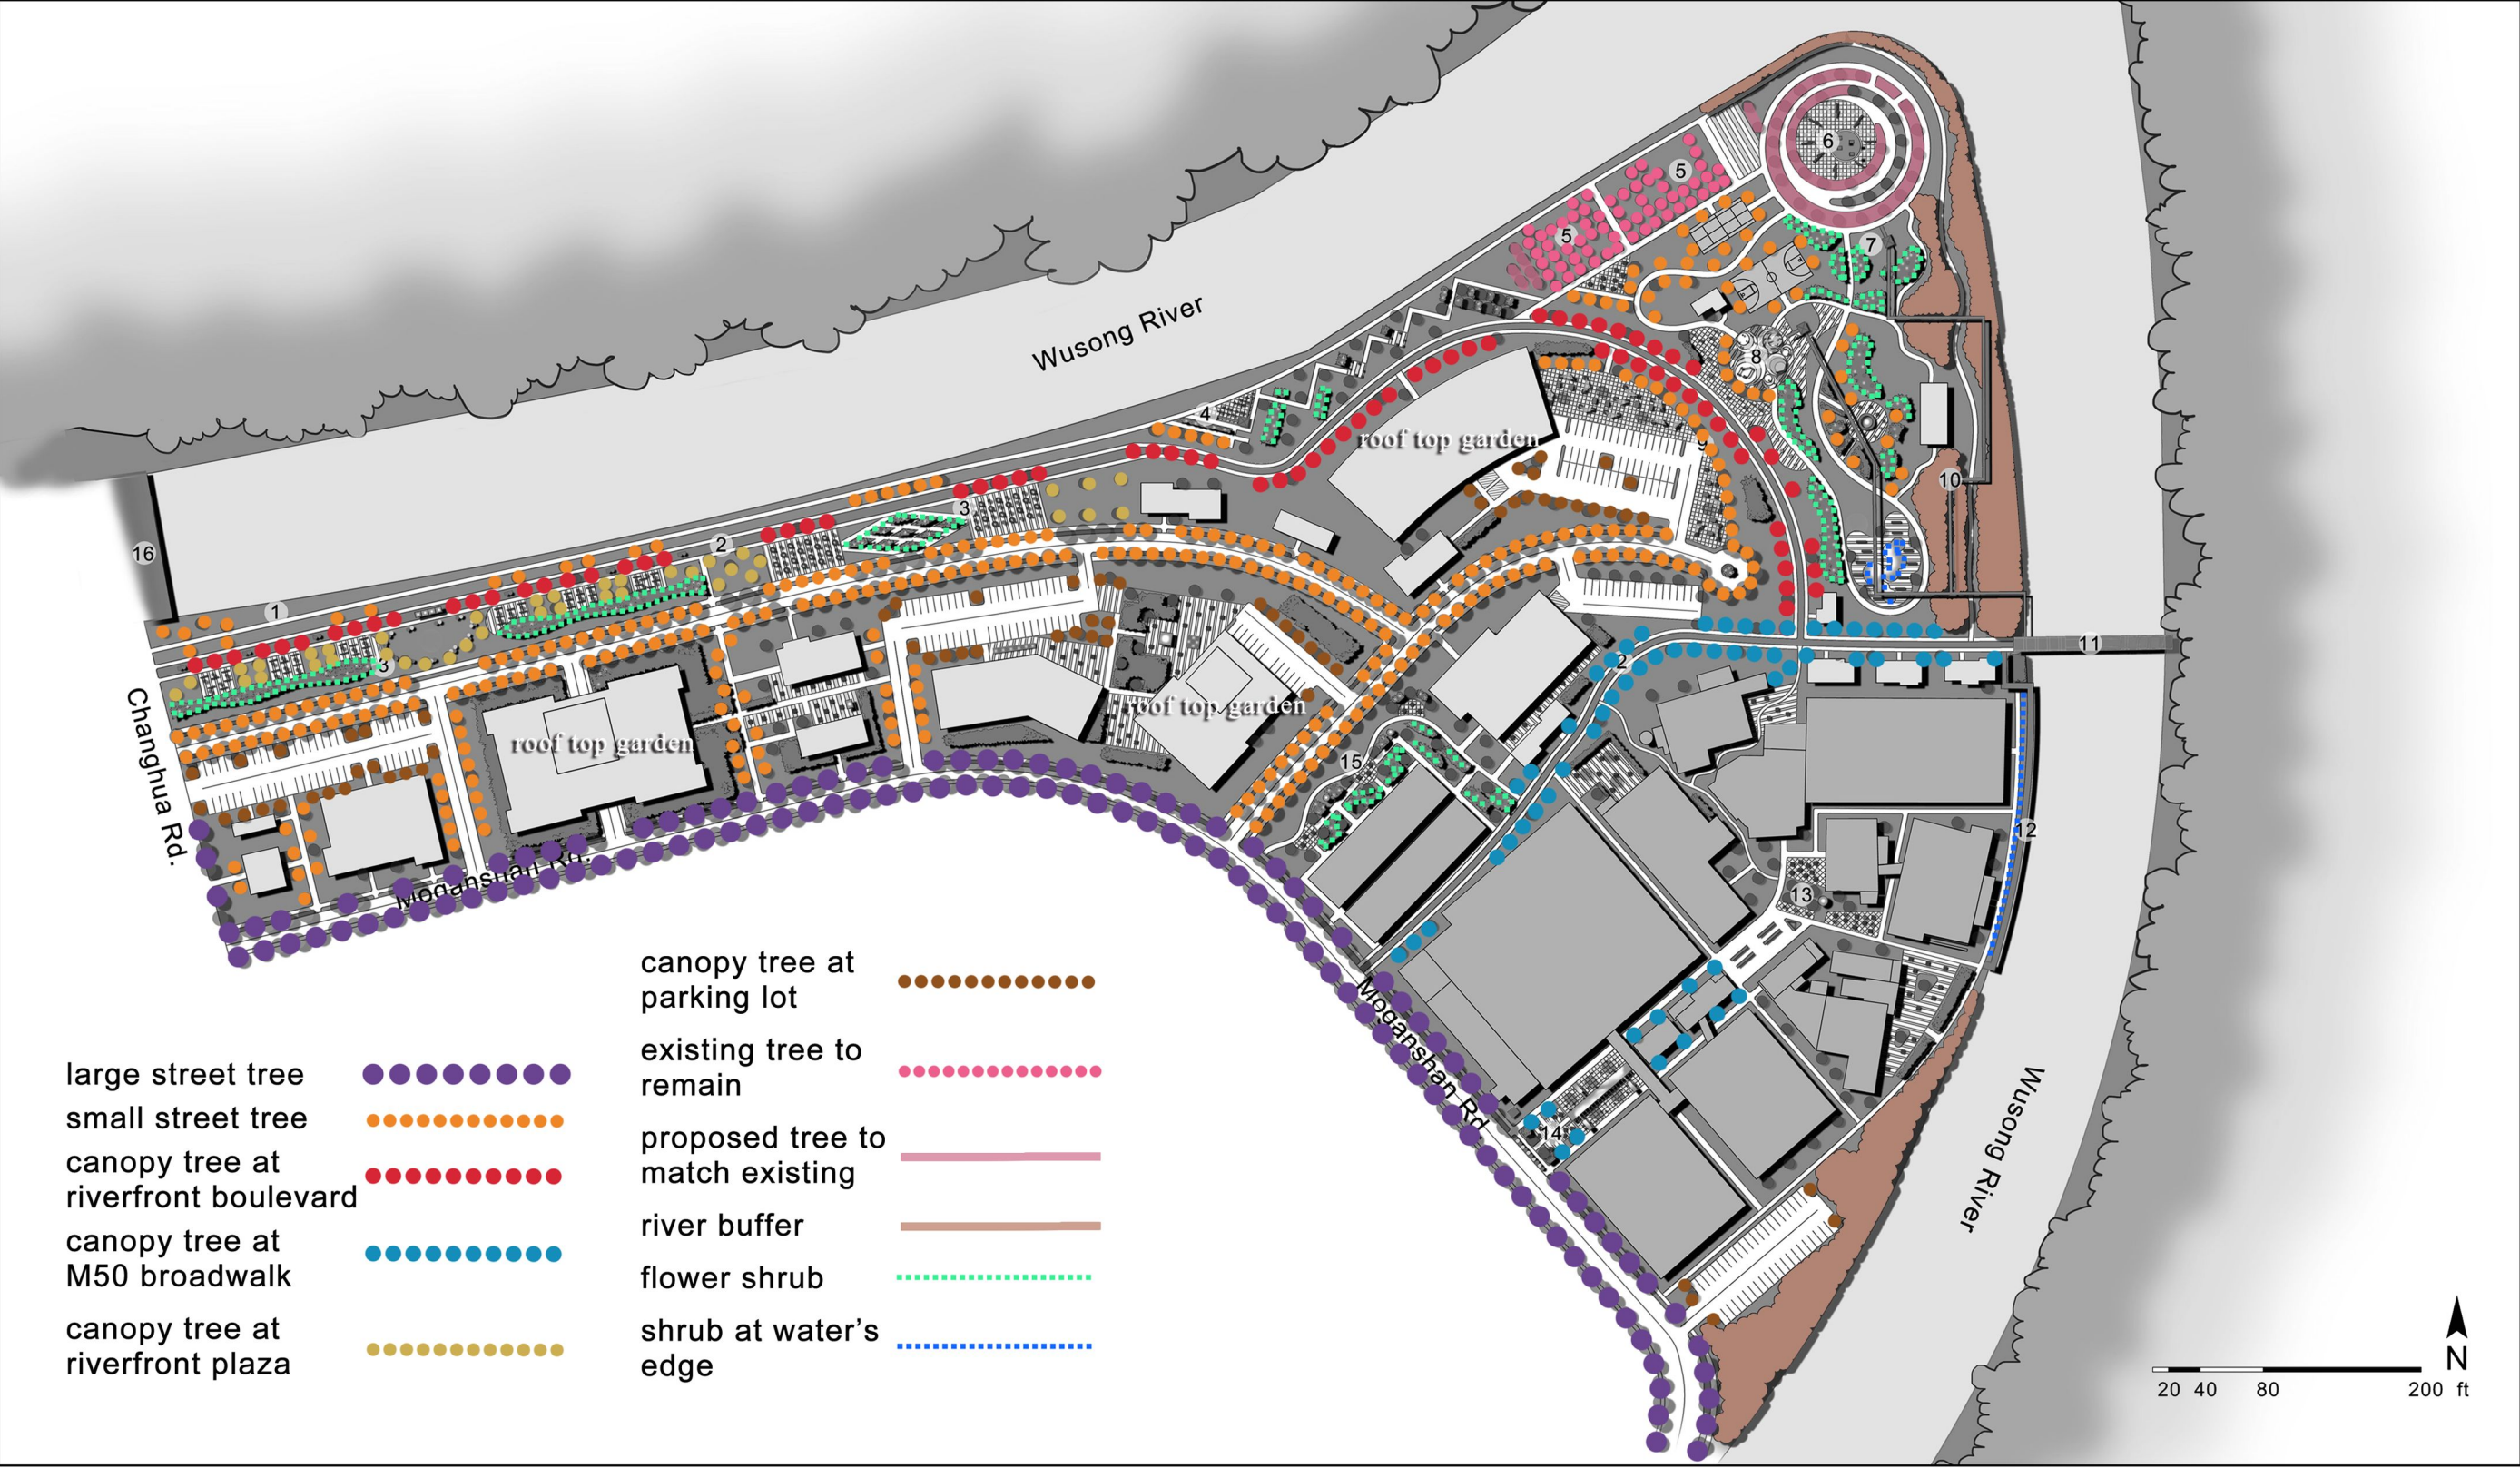 6
5
5
7
Wusong River
8
4
9
roof top garden
10
3
2
16
1
11
2
3
roof top garden
roof top garden
Changhua Rd.
15
12
Moganshan Rd.
13
Moganshan Rd.
14
Wusong River
large street tree
small street tree
canopy tree at
riverfront boulevard
canopy tree at
M50 broadwalk
canopy tree at
riverfront plaza
canopy tree at
parking lot
existing tree to
remain
proposed tree to
match existing
river buffer
flower shrub
shrub at water's
edge
N
20 40 80 200 ft